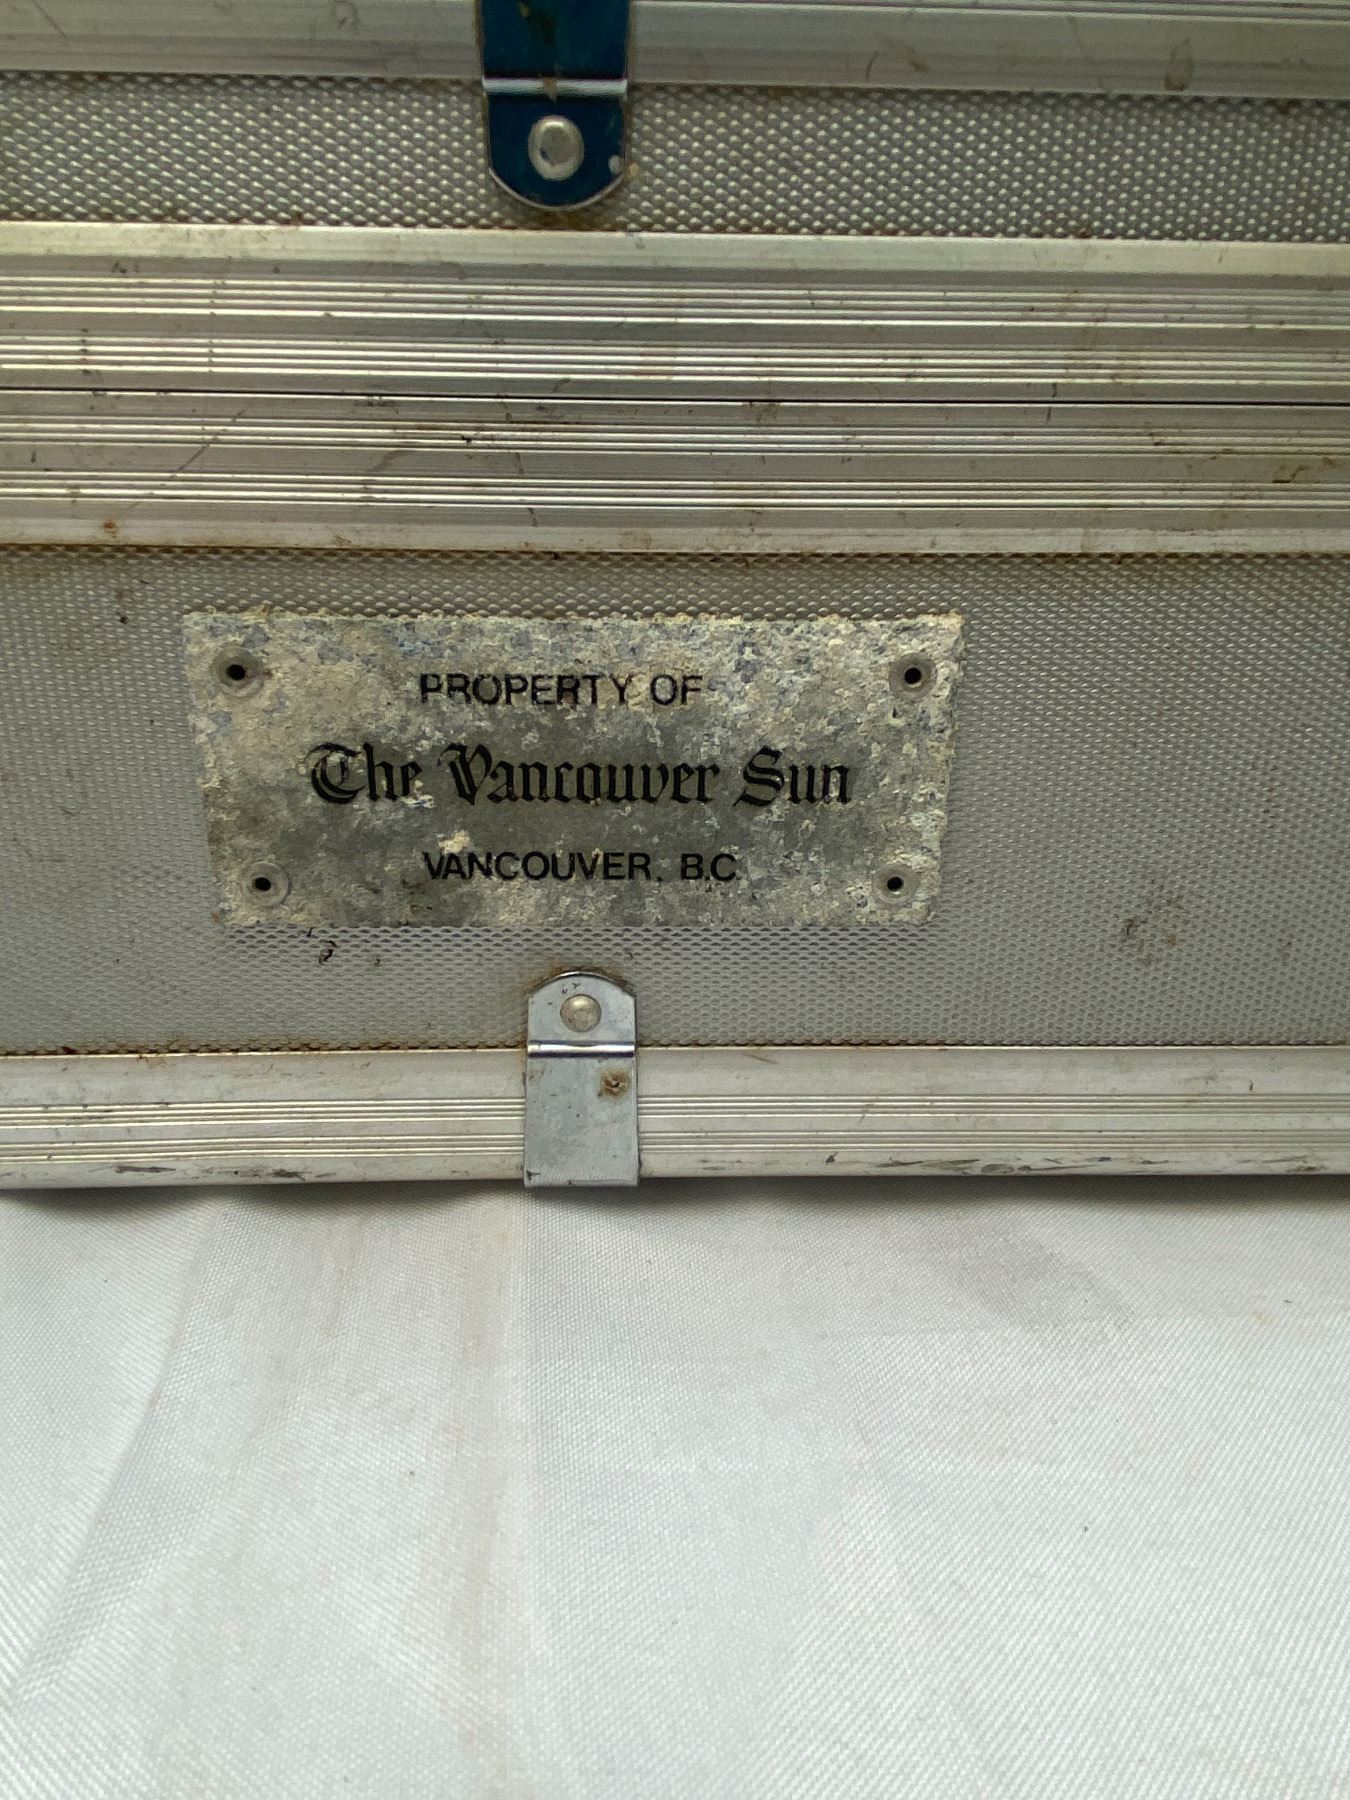 PROPERTY OF
The Vancouver Sun
VANCOUVER, B.C.